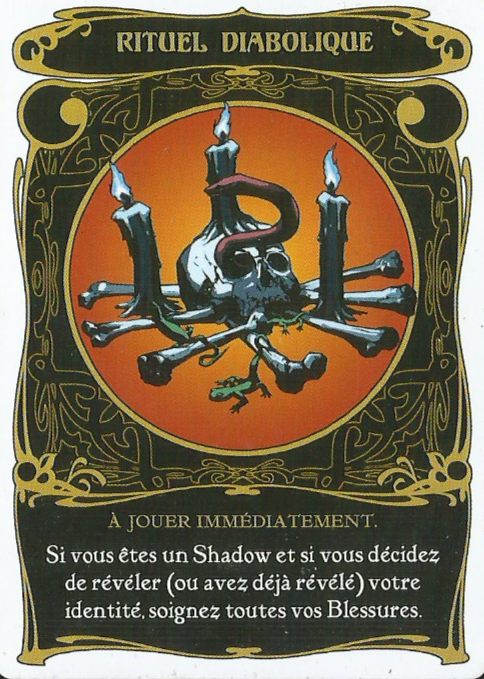 RITUEL DIABOLIQUE
À JOUER IMMÉDIATEMENT.
Si vous êtes un Shadow et si vous décidez
de révéler (ou avez déjà révélé) votre
identité, soignez toutes vos Blessures.